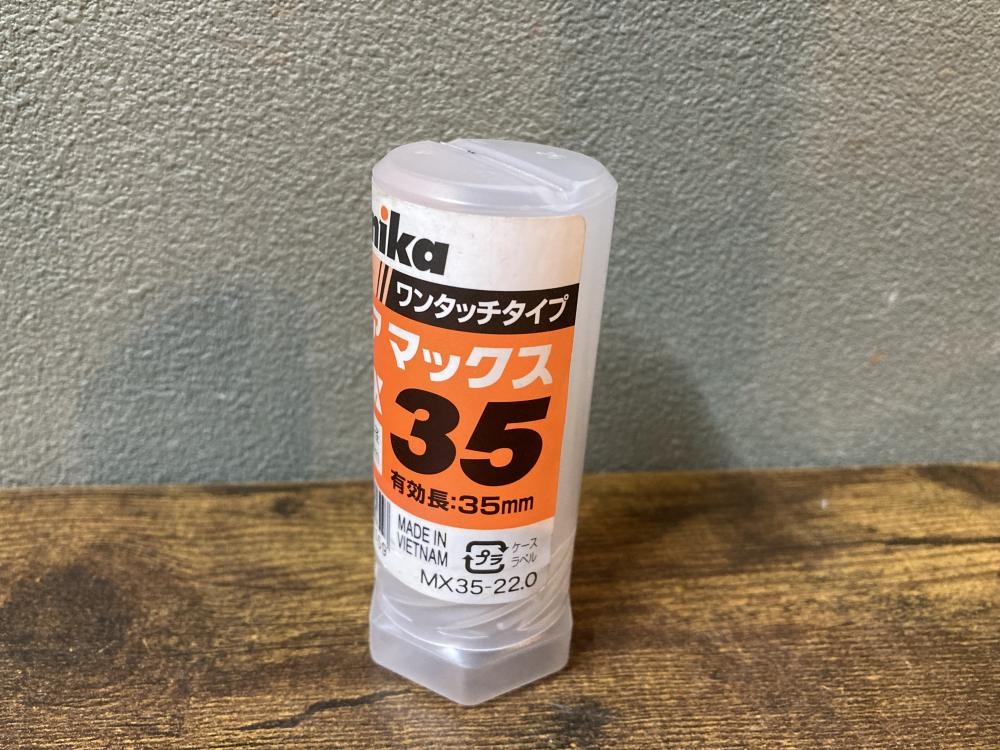 nika
ワンタッチタイプ
ア マックス
35
有効長:35mm
MADE IN
VIETNAM
プラ
ケース
ラベル
MX35-22.0